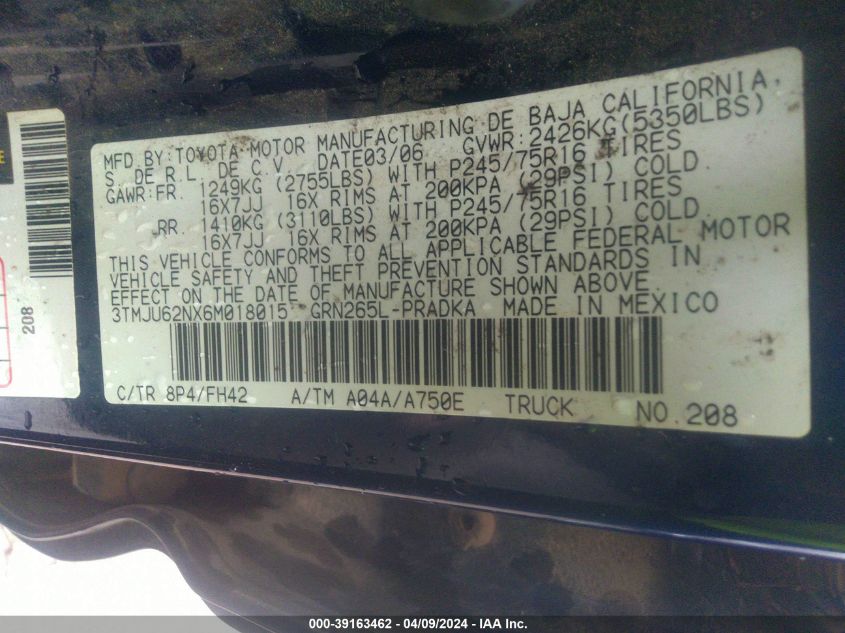 MFD.BY:TOYOTA MOTOR MANUFACTURING DE BAJA CALIFORNIA,
S. DE R.L. DE C.V. DATE03/06 GVWR:2426KG(5350LBS)
GAWR:FR. 1249KG (2755LBS) WITH P245/75R16 TIRES
16X7JJ 16X RIMS AT 200KPA (29PSI) COLD
RR. 1410KG (3110LBS) WITH P245/75R16 TIRES
16X7JJ 16X RIMS AT 200KPA (29PSI) COLD
THIS VEHICLE CONFORMS TO ALL APPLICABLE FEDERAL MOTOR
VEHICLE SAFETY AND THEFT PREVENTION STANDARDS IN
EFFECT ON THE DATE OF MANUFACTURE SHOWN ABOVE.
3TMJU62NX6M018015 GRN265L-PRADKA MADE IN MEXICO
C/TR 8P4/FH42 A/TM A04A/A750E TRUCK NO.208
208
000-39163462 - 04/09/2024 - IAA Inc.